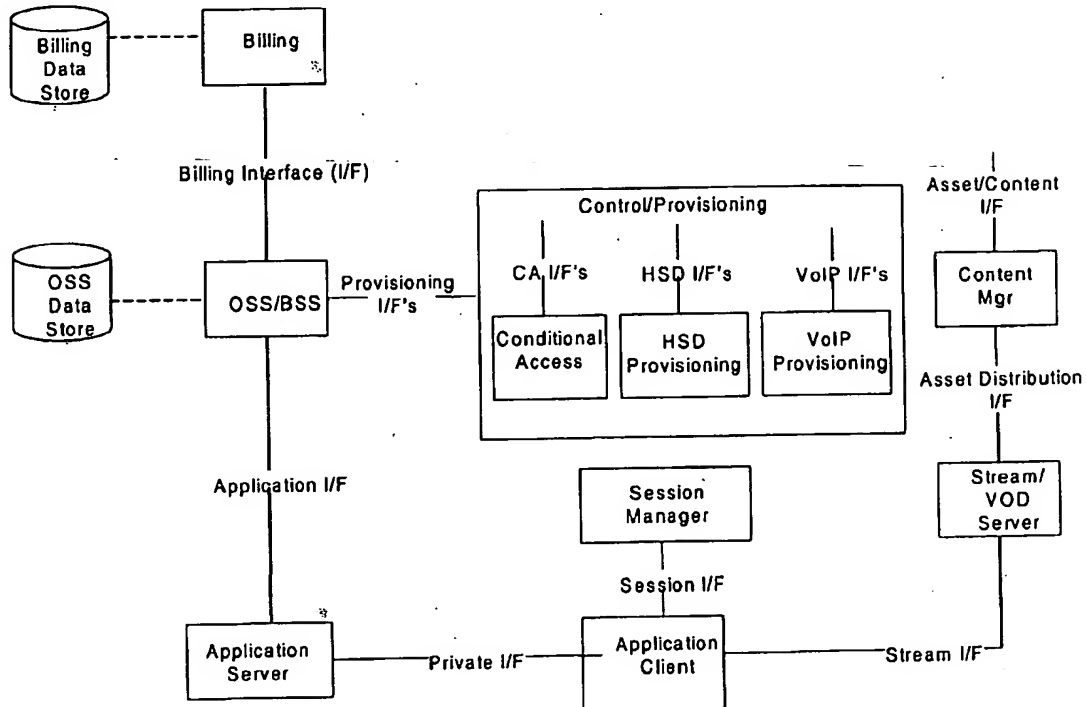 Billing
Data
Store
Billing
Billing Interface (I/F)
Asset/Content
I/F
Control/Provisioning
OSS
Data
Store
OSS/BSS
Provisioning
I/F's
CA I/F's
HSD I/F's
VoIP I/F's
Content
Mgr
Conditional
Access
HSD
Provisioning
VoIP
Provisioning
Asset Distribution
I/F
Application I/F
Session
Manager
Stream/
VOD
Server
Session I/F
Application
Server
Private I/F
Application
Client
Stream I/F